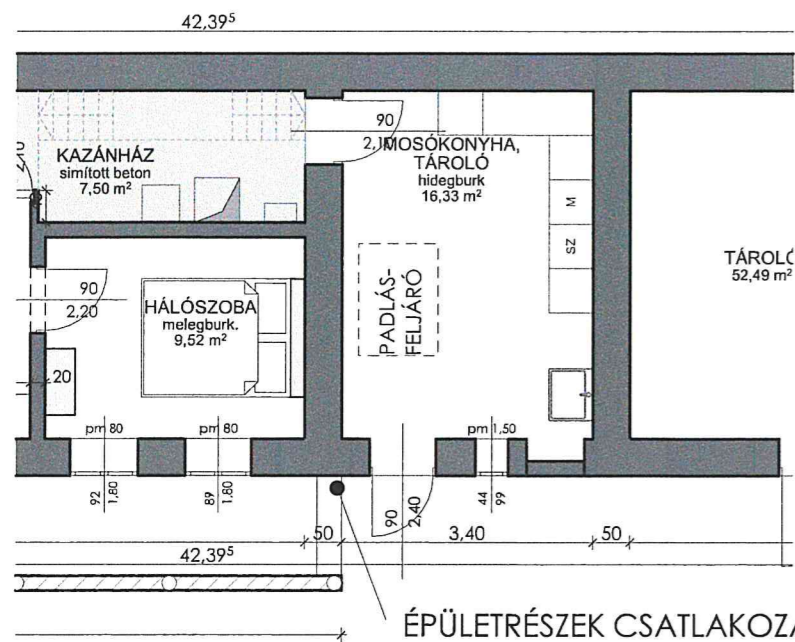 42,39⁵
KAZÁNHÁZ
simított beton
7,50 m²
90
2,10
MOSÓKONYHA,
TÁROLÓ
hidegburk
16,33 m²
M
SZ
TÁROLÓ
52,49 m²
PADLÁS-
FELJÁRÓ
90
2,20
HÁLÓSZOBA
melegburk.
9,52 m²
20
pm 80
pm 80
pm 1,50
92
1,80
89
1,80
90
2,40
44
99
50
3,40
50
42,39⁵
ÉPÜLETRÉSZEK